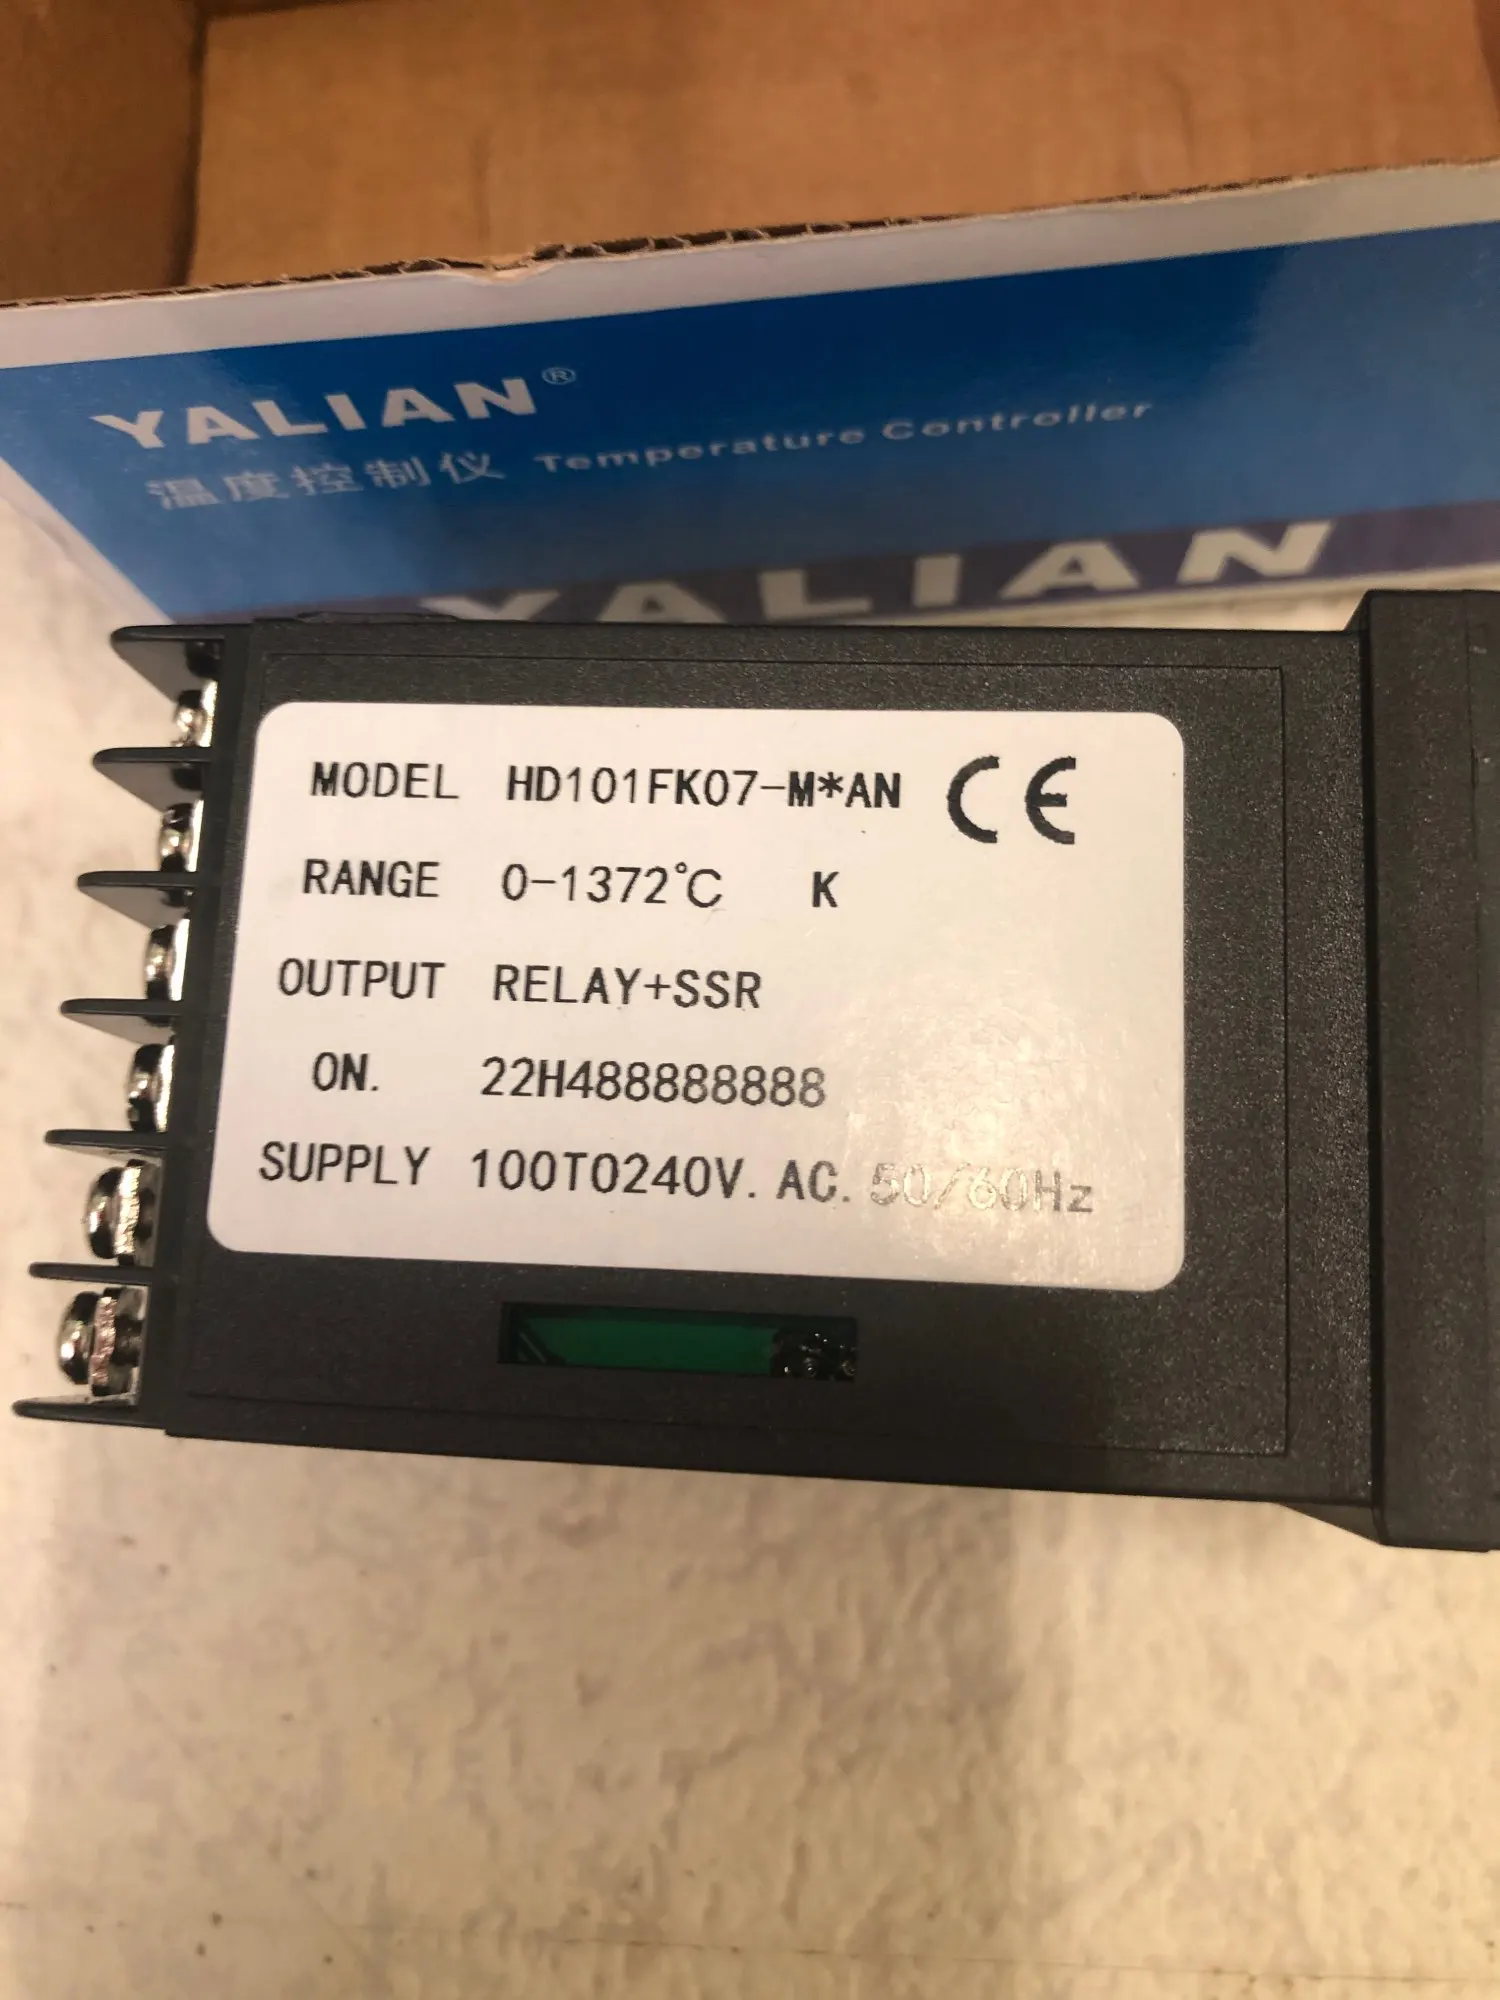 YALIAN®
温度控制仪 Temperature Controller
YALIAN
MODEL HD101FK07-M*AN CE
RANGE 0-1372℃ K
OUTPUT RELAY+SSR
ON. 22H488888888
SUPPLY 100TO240V. AC. 50/60Hz